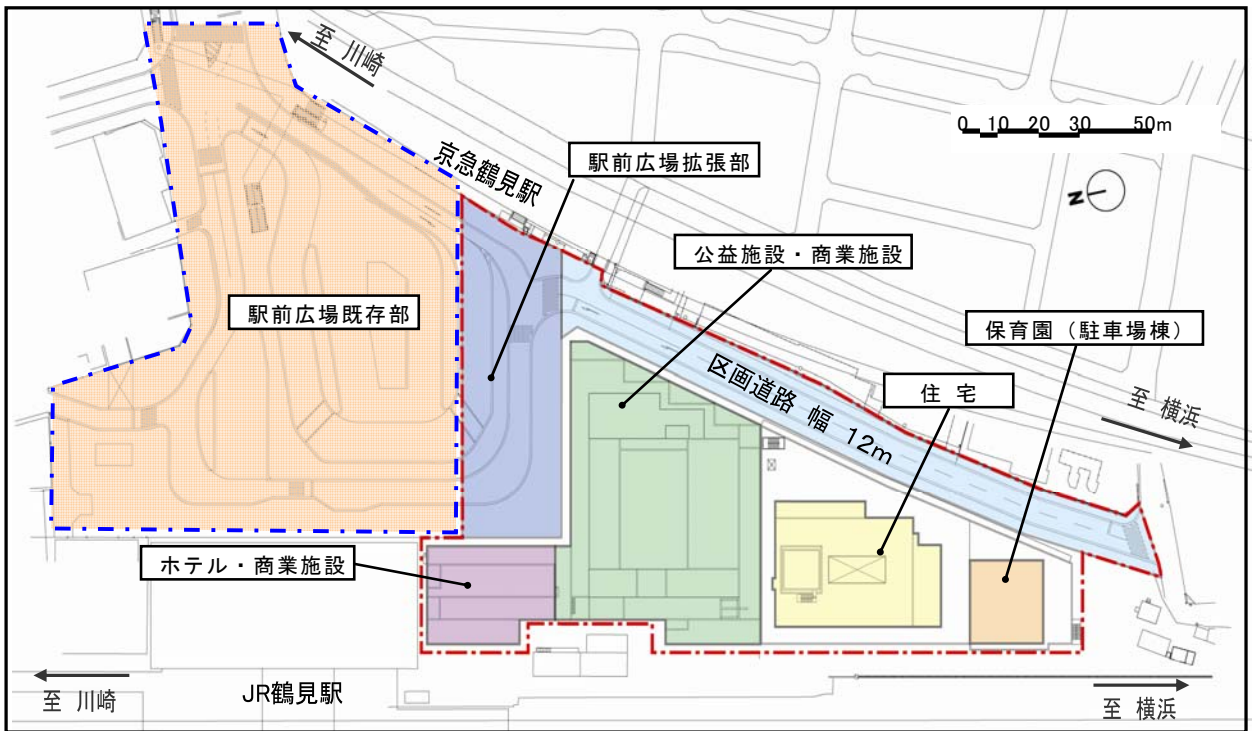 至 川崎
0 10 20 30 50m
駅前広場拡張部
京急鶴見駅
N
公益施設・商業施設
駅前広場既存部
保育園(駐車場棟)
区画道路 幅 12m
住 宅
至 横浜
ホテル・商業施設
至 川崎
JR鶴見駅
至 横浜